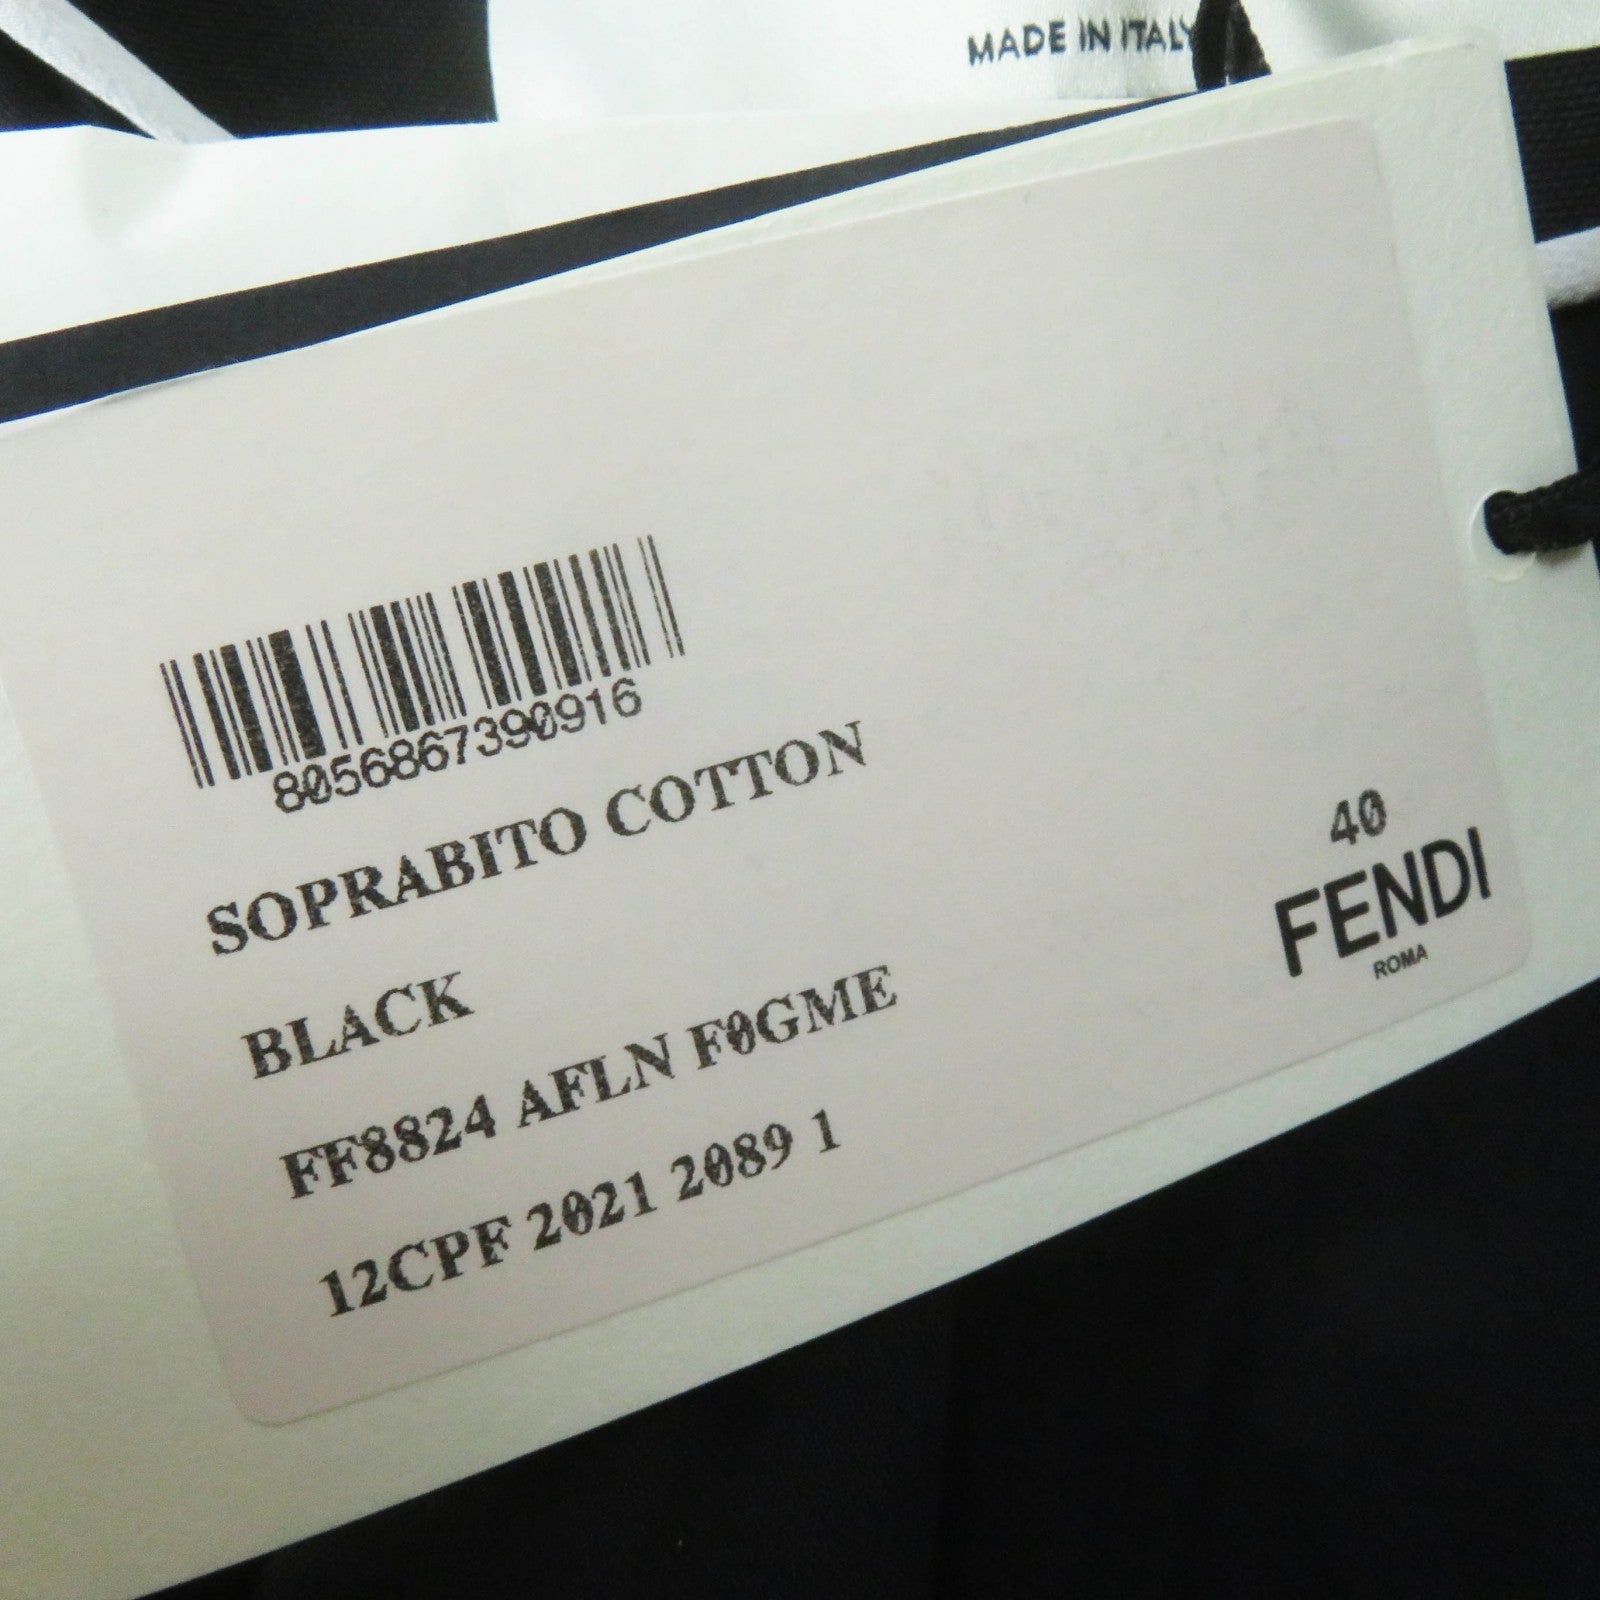 MADE IN ITALY
8056867390916
SOPRABITO COTTON
BLACK
FF8824 AFLN F0GME
12CPF 2021 2089 1
40
FENDI
ROMA